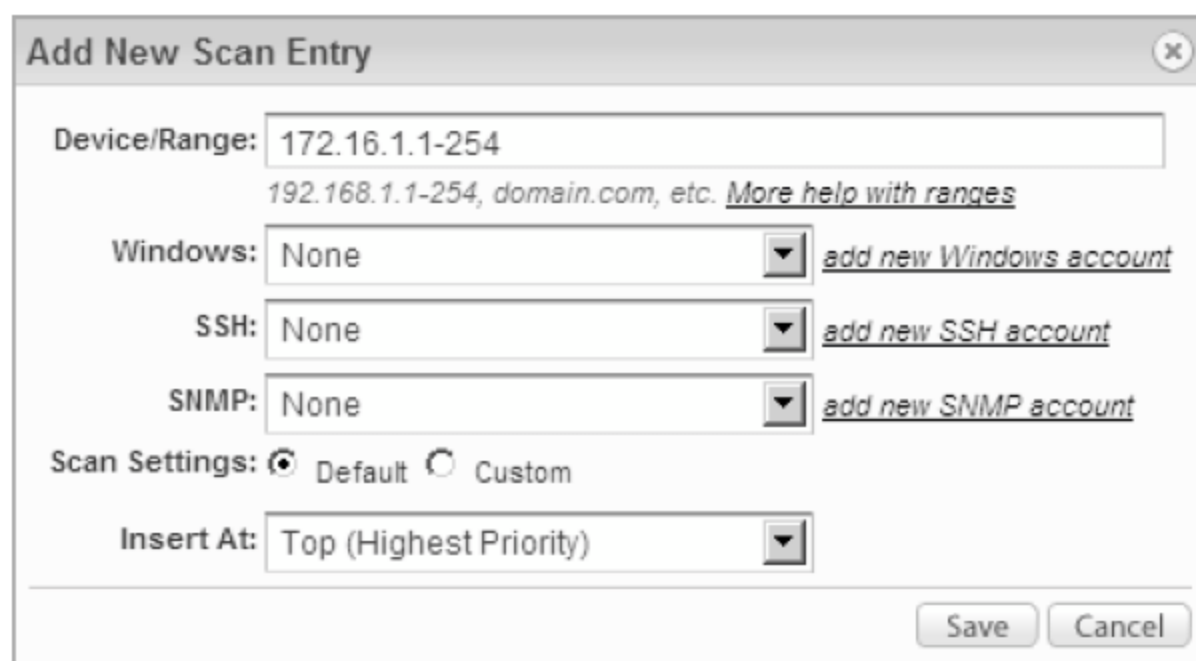 Add New Scan Entry
Device/Range: 172.16.1.1-254
192.168.1.1-254, domain.com, etc. More help with ranges
Windows: None add new Windows account
SSH: None add new SSH account
SNMP: None add new SNMP account
Scan Settings: Default Custom
Insert At: Top (Highest Priority)
Save Cancel